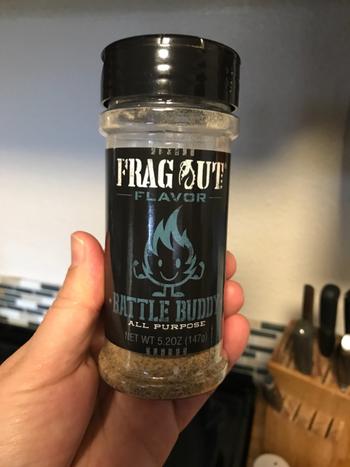 FRAG OUT
FLAVOR
BATTLE BUDDY
ALL PURPOSE
NET WT 5.2OZ (147g)